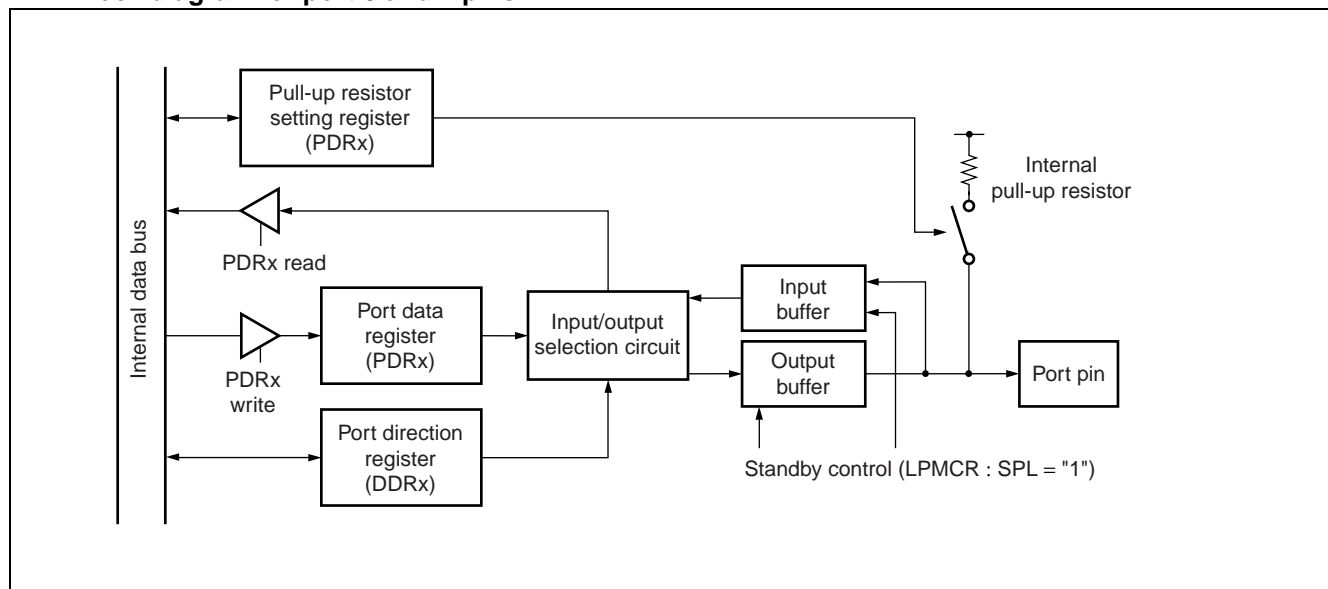 Internal data bus
Pull-up resistor
setting register
(PDRx)
Internal
pull-up resistor
PDRx read
PDRx
write
Port data
register
(PDRx)
Input/output
selection circuit
Input
buffer
Output
buffer
Port pin
Port direction
register
(DDRx)
Standby control (LPMCR : SPL = "1")